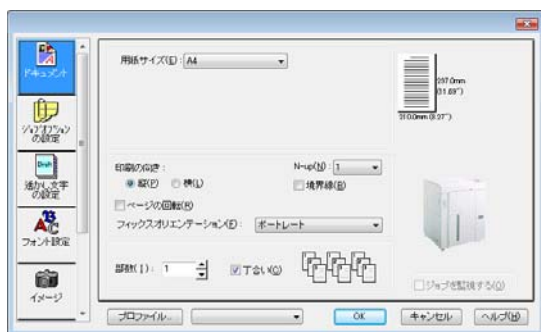 ドキュメント
ジョブオプション
の設定
Draft
透かし文字
の設定
フォント設定
イメージ
用紙サイズ(E): A4
297.0mm
210.0mm
印刷の向き:
縦(P) 横(L)
N-up(N): 1
境界線(B)
ページの回転(R)
フィックスオリエンテーション(F): ポートレート
部数( ): 1
丁合い(G)
ジョブを監視する(O)
プロファイル...
OK
キャンセル
ヘルプ(H)